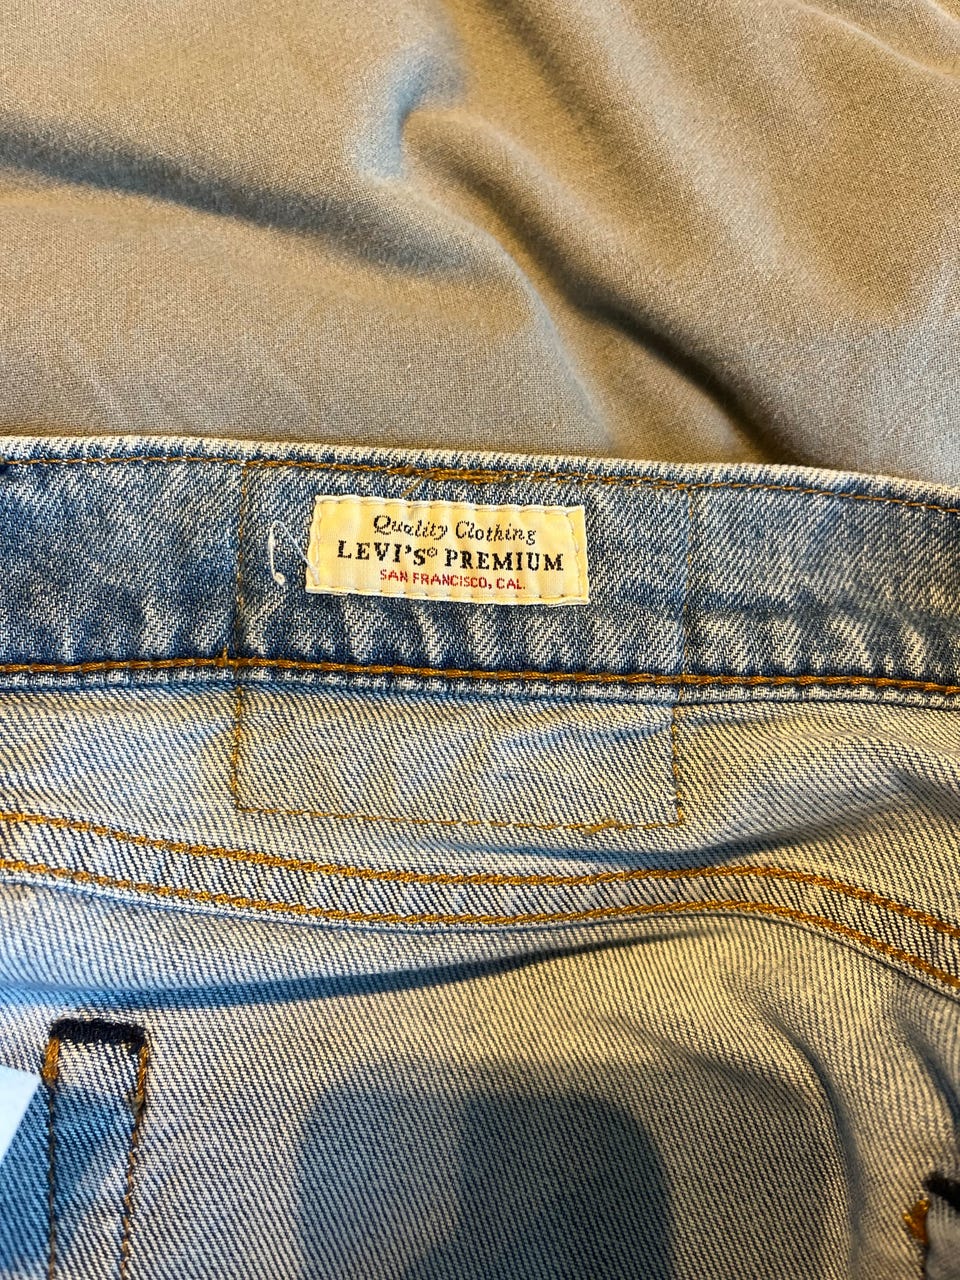 Quality Clothing
LEVI'S® PREMIUM
SAN FRANCISCO, CAL.